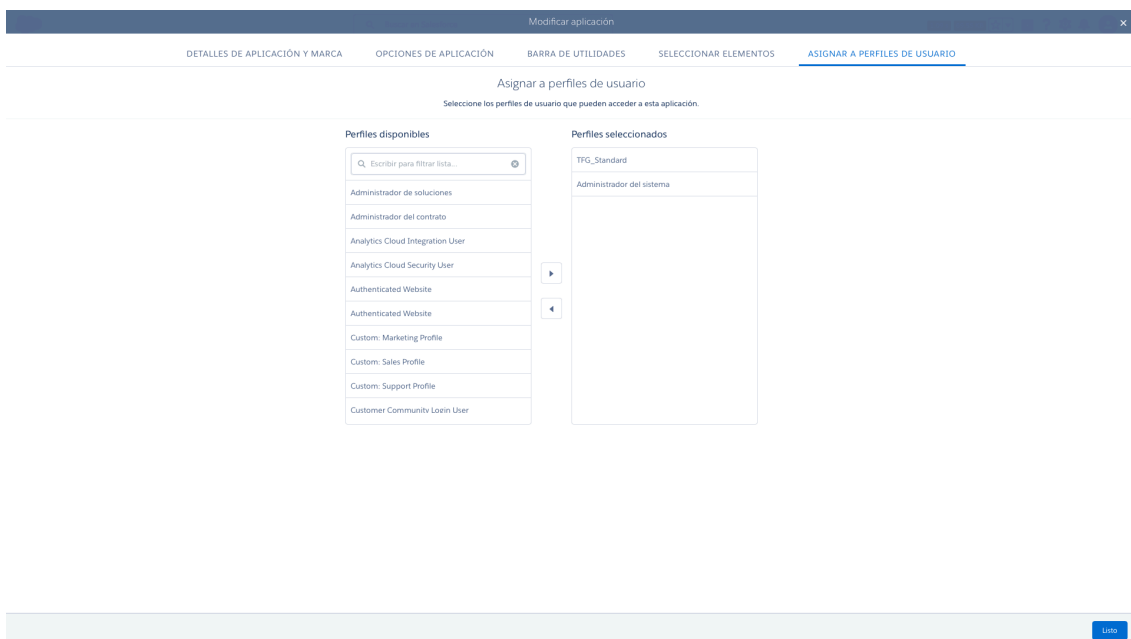 Modificar aplicación
DETALLES DE APLICACIÓN Y MARCA
OPCIONES DE APLICACIÓN
BARRA DE UTILIDADES
SELECCIONAR ELEMENTOS
ASIGNAR A PERFILES DE USUARIO
Asignar a perfiles de usuario
Seleccione los perfiles de usuario que pueden acceder a esta aplicación.
Perfiles disponibles
Escribir para filtrar lista...
Administrador de soluciones
Administrador del contrato
Analytics Cloud Integration User
Analytics Cloud Security User
Authenticated Website
Authenticated Website
Custom: Marketing Profile
Custom: Sales Profile
Custom: Support Profile
Customer Community Login User
Perfiles seleccionados
TFG_Standard
Administrador del sistema
Listo